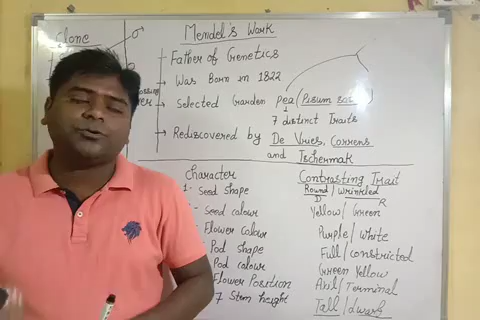 Clone
Mendel's Work
Father of Genetics
Was Born in 1822
Selected Garden pea (Pisum
7 distinct Traits
Rediscovered by De Vries, Correns
and Tschermak
Character
Contrasting Trait
1- Seed shape
Round / wrinkled
D R
Seed colour
Yellow / Green
Flower Colour
Purple / White
Pod shape
Full / constricted
Pod colour
Green Yellow
Flower Position
Axil / Terminal
7 Stem height
Tall / dwarf